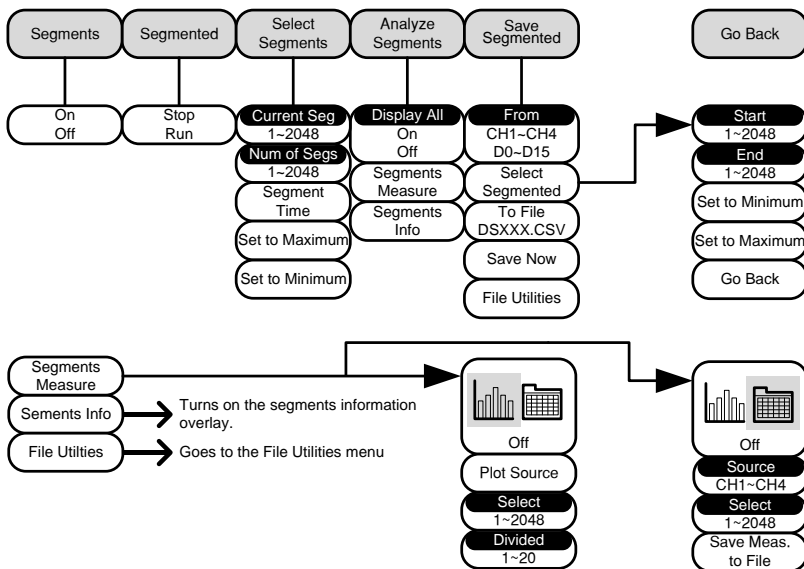 Segments
Segmented
Select
Segments
Analyze
Segments
Save
Segmented
Go Back
On
Off
Stop
Run
Current Seg
1~2048
Num of Segs
1~2048
Segment
Time
Set to Maximum
Set to Minimum
Display All
On
Off
Segments
Measure
Segments
Info
From
CH1~CH4
D0~D15
Select
Segmented
To File
DSXXX.CSV
Save Now
File Utilities
Start
1~2048
End
1~2048
Set to Minimum
Set to Maximum
Go Back
Segments
Measure
Sements Info
Turns on the segments information
overlay.
File Utilties
Goes to the File Utilities menu
Off
Plot Source
Select
1~2048
Divided
1~20
Off
Source
CH1~CH4
Select
1~2048
Save Meas.
to File